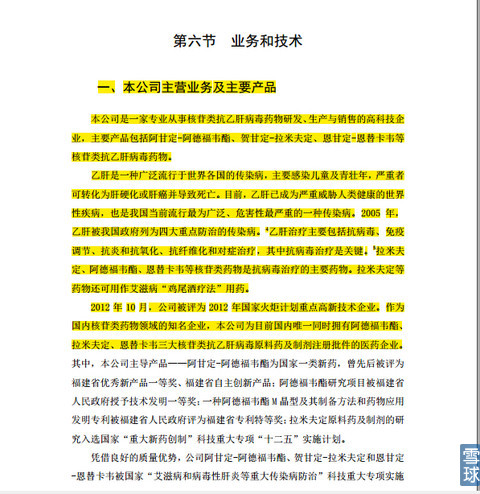 第六节 业务和技术
一、本公司主营业务及主要产品
本公司是一家专业从事核苷类抗乙肝病毒药物研发、生产与销售的高科技企
业，主要产品包括阿甘定-阿德福韦酯、贺甘定-拉米夫定、恩甘定-恩替卡韦等
核苷类抗乙肝病毒药物。
乙肝是一种广泛流行于世界各国的传染病，主要感染儿童及青壮年，严重者
可转化为肝硬化或肝癌并导致死亡。目前，乙肝已成为严重威胁人类健康的世界
性疾病，也是我国当前流行最为广泛、危害性最严重的一种传染病。2005 年，
乙肝被我国政府列为四大重点防治的传染病。⁴乙肝治疗主要包括抗病毒、免疫
调节、抗炎和抗氧化、抗纤维化和对症治疗，其中抗病毒治疗是关键。⁵拉米夫
定、阿德福韦酯、恩替卡韦等核苷类药物是抗病毒治疗的主要药物。拉米夫定等
药物还可用作艾滋病“鸡尾酒疗法”用药。
2012 年 10 月，公司被评为 2012 年国家火炬计划重点高新技术企业。作为
国内核苷类药物领域的知名企业，本公司为目前国内唯一同时拥有阿德福韦酯、
拉米夫定、恩替卡韦三大核苷类抗乙肝病毒原料药及制剂注册批件的医药企业。
其中，本公司主导产品——阿甘定-阿德福韦酯为国家一类新药，曾先后被评为
福建省优秀新产品一等奖、福建省自主创新产品；阿德福韦酯研究项目被福建省
人民政府授予技术发明一等奖；一种阿德福韦酯 M 晶型及其制备方法和药物应用
发明专利被福建省人民政府评为福建省专利特等奖；拉米夫定原料药及制剂的研
究入选国家“重大新药创制”科技重大专项“十二五”实施计划。
凭借良好的质量优势，公司阿甘定-阿德福韦酯、贺甘定-拉米夫定和恩甘定
-恩替卡韦被国家“艾滋病和病毒性肝炎等重大传染病防治”科技重大专项实施
雪球